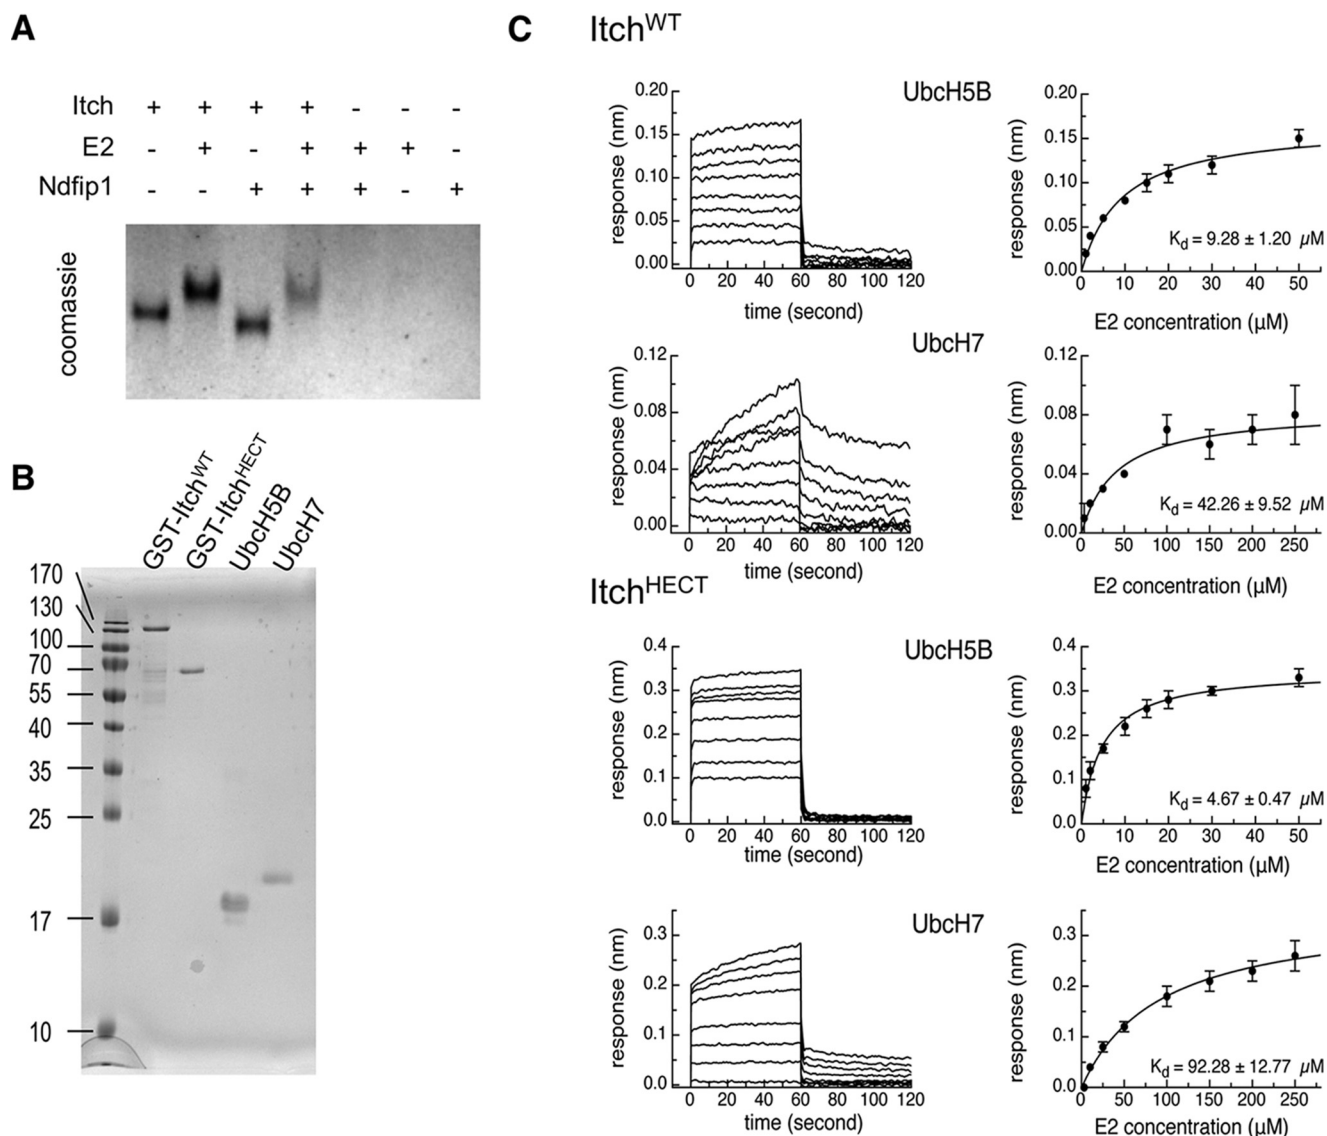 A
Itch + + + + - - -
E2 - + - + + + -
Ndfip1 - - + + + - +
coomassie
B
GST-Itch^WT
GST-Itch^HECT
UbcH5B
UbcH7
170
130
100
70
55
40
35
25
17
10
C
Itch^WT
UbcH5B
response (nm)
0.20
0.15
0.10
0.05
0.00
0 20 40 60 80 100 120
time (second)
response (nm)
0.20
0.15
0.10
0.05
0.00
K_d = 9.28 ± 1.20 µM
0 10 20 30 40 50
E2 concentration (µM)
UbcH7
response (nm)
0.12
0.08
0.04
0.00
0 20 40 60 80 100 120
time (second)
response (nm)
0.12
0.08
0.04
0.00
K_d = 42.26 ± 9.52 µM
0 50 100 150 200 250
E2 concentration (µM)
Itch^HECT
UbcH5B
response (nm)
0.4
0.3
0.2
0.1
0.0
0 20 40 60 80 100 120
time (second)
response (nm)
0.4
0.3
0.2
0.1
0.0
K_d = 4.67 ± 0.47 µM
0 10 20 30 40 50
E2 concentration (µM)
UbcH7
response (nm)
0.3
0.2
0.1
0.0
0 20 40 60 80 100 120
time (second)
response (nm)
0.3
0.2
0.1
0.0
K_d = 92.28 ± 12.77 µM
0 50 100 150 200 250
E2 concentration (µM)